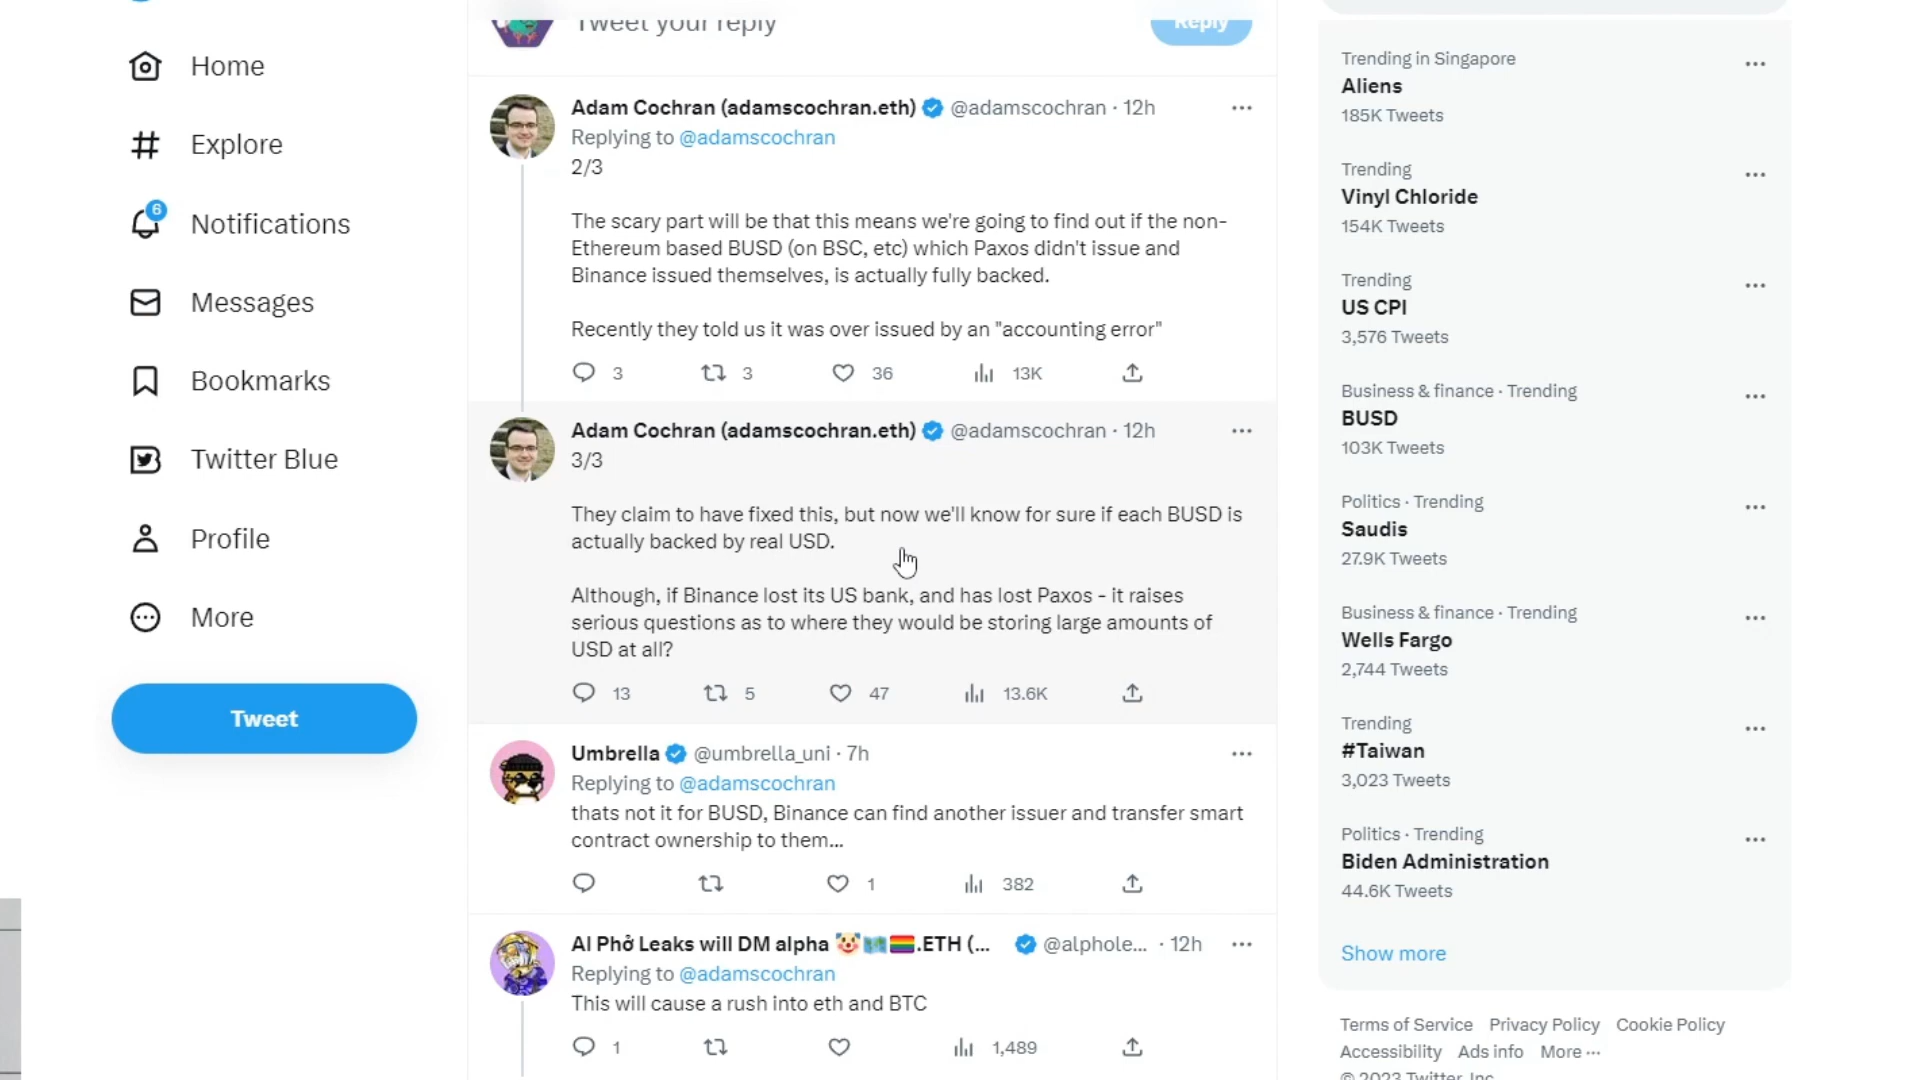 Home
Explore
6
Notifications
Messages
Bookmarks
Twitter Blue
Profile
More
Tweet
Tweet your reply
Reply
Adam Cochran (adamscochran.eth) @adamscochran · 12h
Replying to @adamscochran
2/3
The scary part will be that this means we're going to find out if the non-
Ethereum based BUSD (on BSC, etc) which Paxos didn't issue and
Binance issued themselves, is actually fully backed.
Recently they told us it was over issued by an "accounting error"
3 3 36 13K
Adam Cochran (adamscochran.eth) @adamscochran · 12h
3/3
They claim to have fixed this, but now we'll know for sure if each BUSD is
actually backed by real USD.
Although, if Binance lost its US bank, and has lost Paxos - it raises
serious questions as to where they would be storing large amounts of
USD at all?
13 5 47 13.6K
Umbrella @umbrella_uni · 7h
Replying to @adamscochran
thats not it for BUSD, Binance can find another issuer and transfer smart
contract ownership to them...
1 382
Al Phở Leaks will DM alpha 🤡🗺️🏳️‍🌈.ETH (... @alphole... · 12h
Replying to @adamscochran
This will cause a rush into eth and BTC
1 1,489
Trending in Singapore
Aliens
185K Tweets
Trending
Vinyl Chloride
154K Tweets
Trending
US CPI
3,576 Tweets
Business & finance · Trending
BUSD
103K Tweets
Politics · Trending
Saudis
27.9K Tweets
Business & finance · Trending
Wells Fargo
2,744 Tweets
Trending
#Taiwan
3,023 Tweets
Politics · Trending
Biden Administration
44.6K Tweets
Show more
Terms of Service Privacy Policy Cookie Policy
Accessibility Ads info More ···
© 2023 Twitter, Inc.